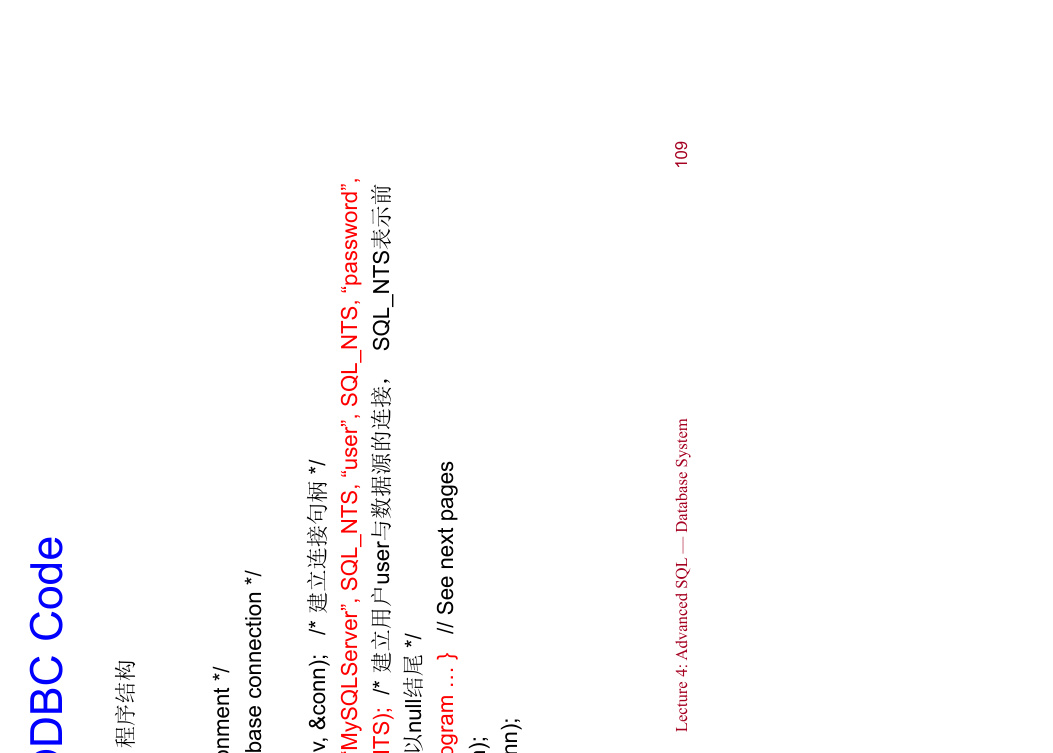 ODBC Code
程序结构
onment */
base connection */
v, &conn); /* 建立连接句柄 */
“MySQLServer”, SQL_NTS, “user”, SQL_NTS, “password”,
NTS); /* 建立用户user与数据源的连接， SQL_NTS表示前
以null结尾 */
ogram … } // See next pages
);
nn);
Lecture 4: Advanced SQL — Database System 109